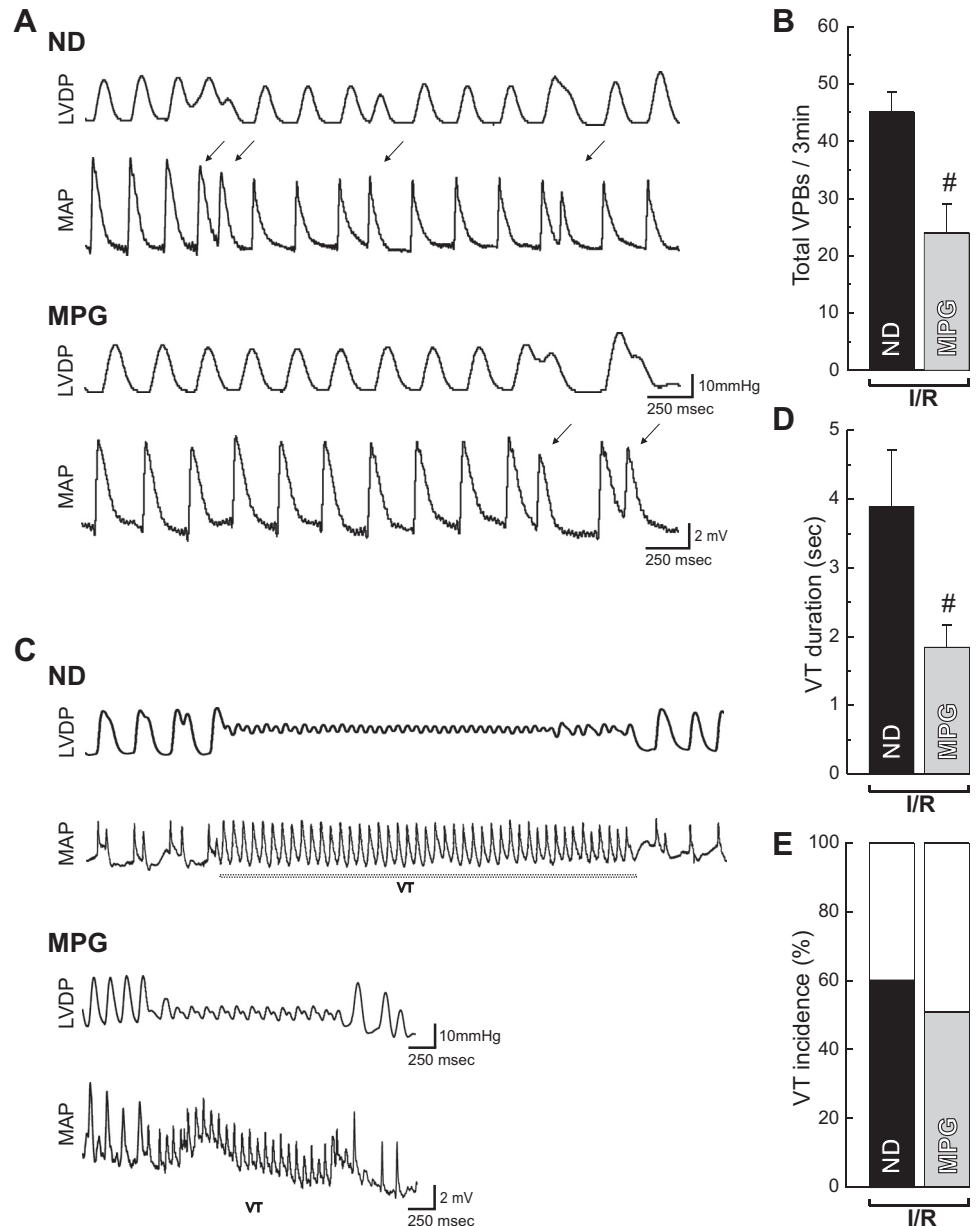 A
ND
LVDP
MAP
MPG
LVDP
10mmHg
250 msec
MAP
2 mV
250 msec
B
Total VPBs / 3min
60
50
45
30
20
10
0
#
ND
MPG
I/R
C
ND
LVDP
MAP
VT
MPG
LVDP
10mmHg
250 msec
MAP
VT
2 mV
250 msec
D
VT duration (sec)
5
4
3
2
1
0
#
ND
MPG
I/R
E
VT incidence (%)
100
80
60
40
20
0
ND
MPG
I/R